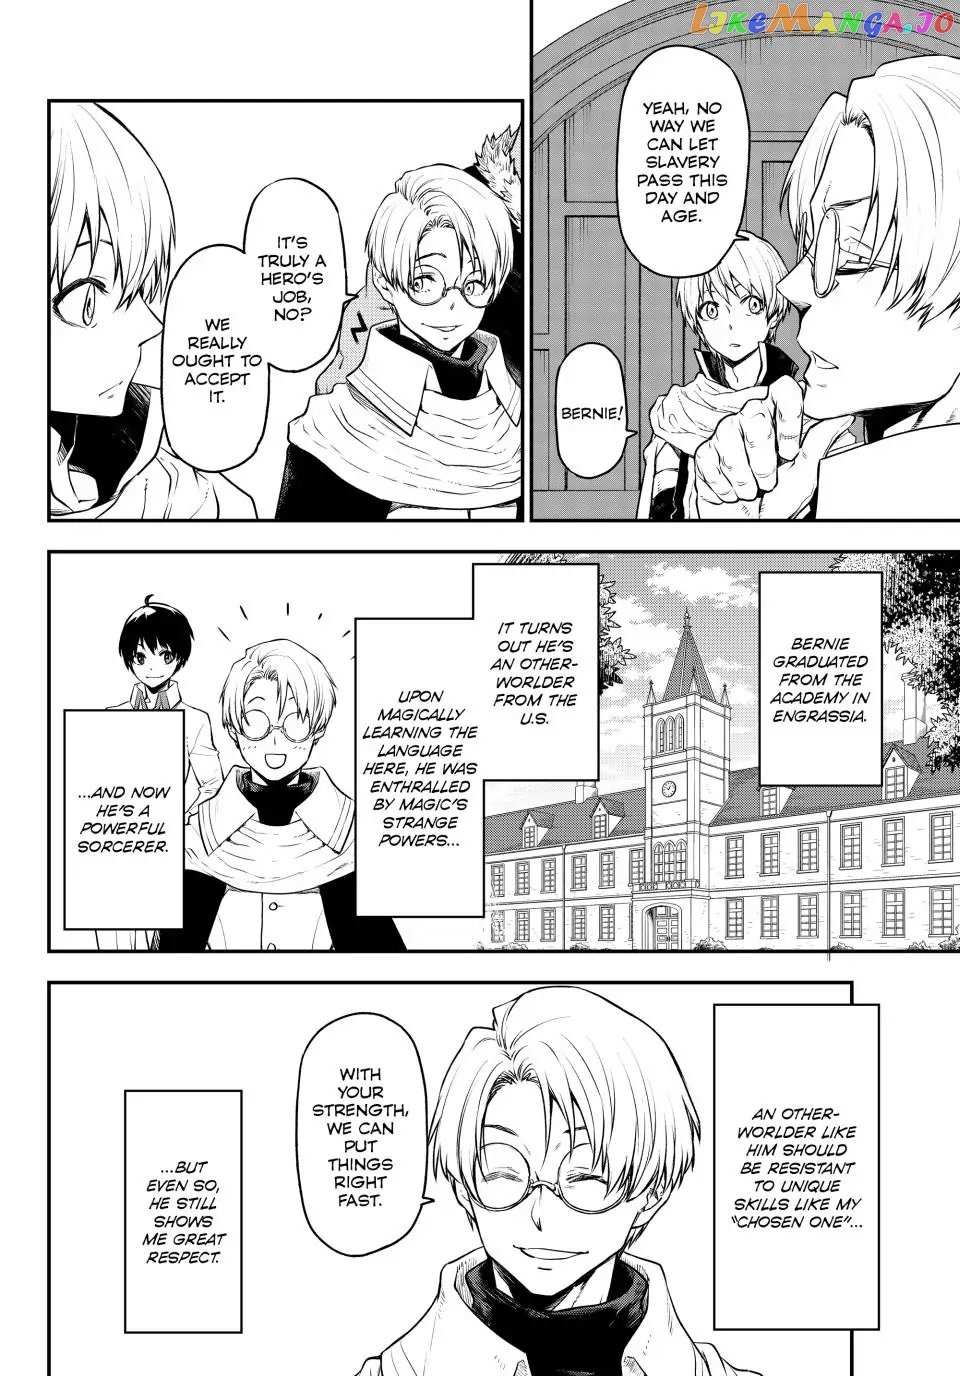 LIKEMANGA.IO
YEAH, NO
WAY WE
CAN LET
SLAVERY
PASS THIS
DAY AND
AGE.
BERNIE!
IT'S
TRULY A
HERO'S
JOB,
NO?
WE
REALLY
OUGHT TO
ACCEPT
IT.
BERNIE
GRADUATED
FROM THE
ACADEMY IN
ENGRASSIA.
IT TURNS
OUT HE'S
AN OTHER-
WORLDER
FROM THE
U.S.
UPON
MAGICALLY
LEARNING THE
LANGUAGE
HERE, HE WAS
ENTHRALLED
BY MAGIC'S
STRANGE
POWERS...
...AND NOW
HE'S A
POWERFUL
SORCERER.
AN OTHER-
WORLDER LIKE
HIM SHOULD
BE RESISTANT
TO UNIQUE
SKILLS LIKE MY
"CHOSEN ONE"...
WITH
YOUR
STRENGTH,
WE CAN
PUT
THINGS
RIGHT
FAST.
...BUT
EVEN SO,
HE STILL
SHOWS
ME GREAT
RESPECT.